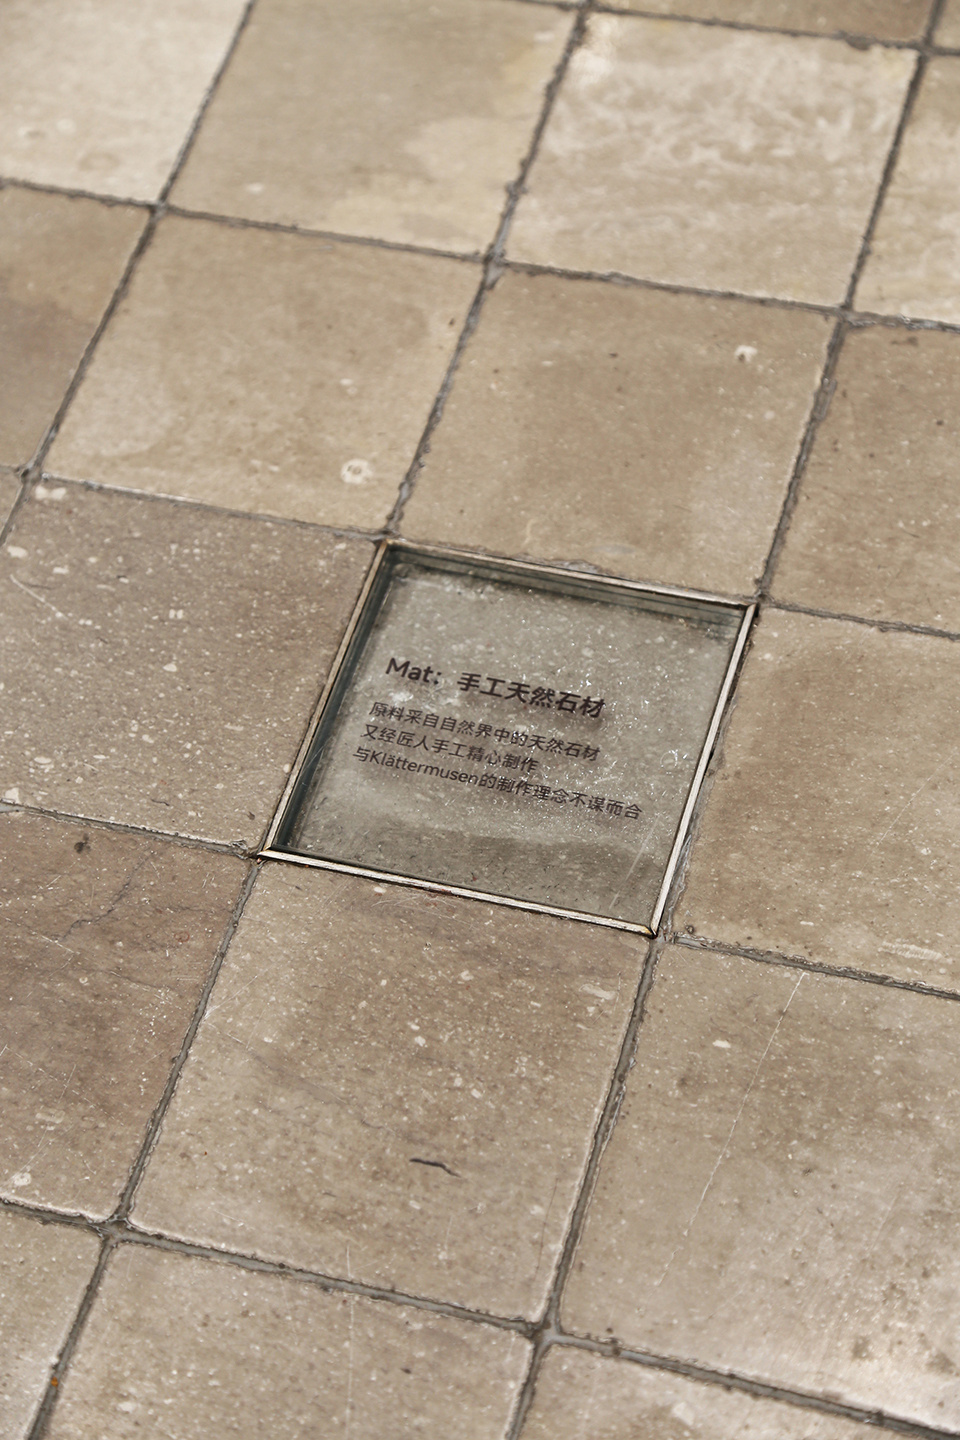 Mat：手工天然石材
原料采自自然界中的天然石材
又经匠人手工精心制作
与Klättermusen的制作理念不谋而合